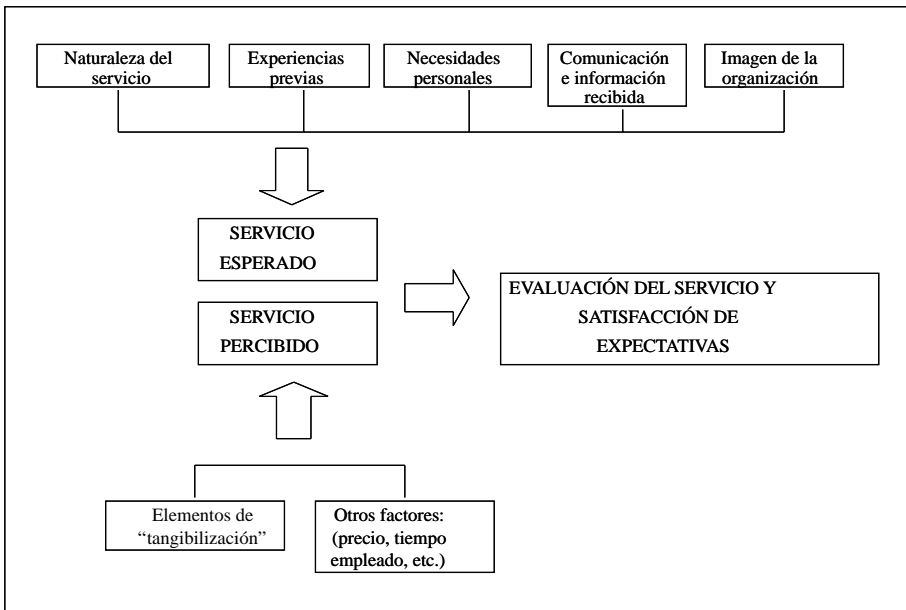 Naturaleza del
servicio
Experiencias
previas
Necesidades
personales
Comunicación
e información
recibida
Imagen de la
organización
SERVICIO
ESPERADO
SERVICIO
PERCIBIDO
EVALUACIÓN DEL SERVICIO Y
SATISFACCIÓN DE
EXPECTATIVAS
Elementos de
“tangibilización”
Otros factores:
(precio, tiempo
empleado, etc.)